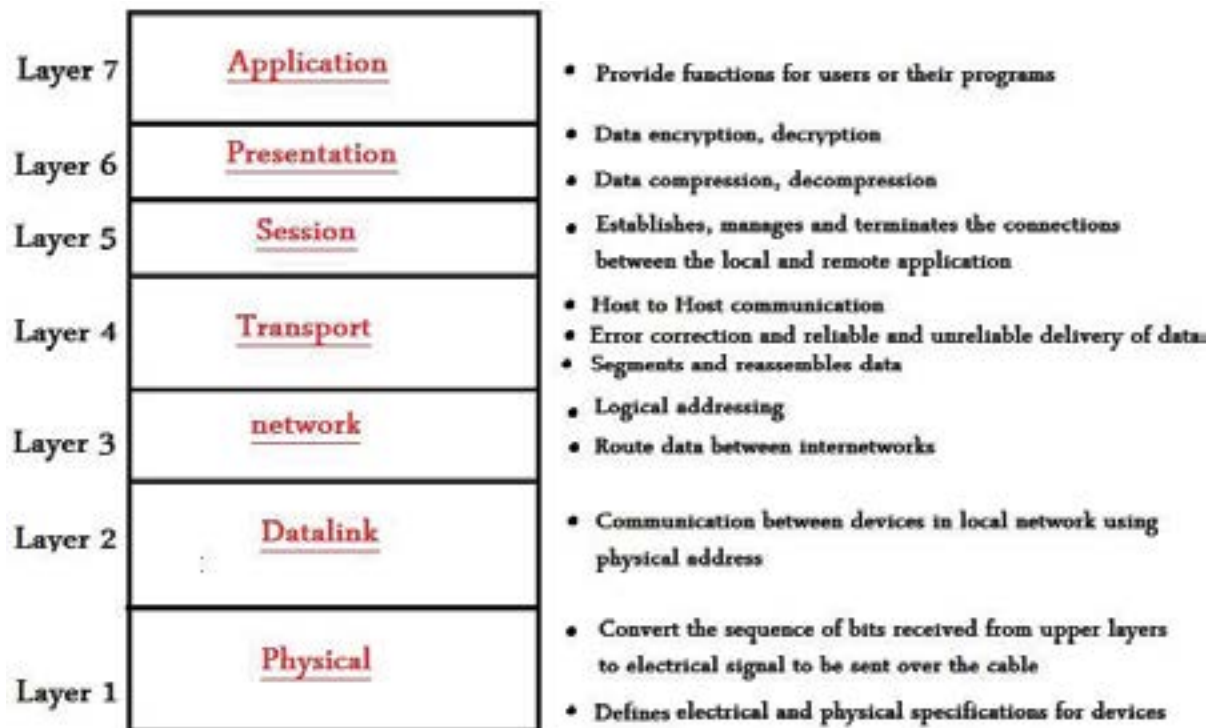 Layer 7
Application
• Provide functions for users or their programs
Layer 6
Presentation
• Data encryption, decryption
• Data compression, decompression
Layer 5
Session
• Establishes, manages and terminates the connections
between the local and remote application
Layer 4
Transport
• Host to Host communication
• Error correction and reliable and unreliable delivery of data.
• Segments and reassembles data
Layer 3
network
• Logical addressing
• Route data between internetworks
Layer 2
Datalink
• Communication between devices in local network using
physical address
Layer 1
Physical
• Convert the sequence of bits received from upper layers
to electrical signal to be sent over the cable
• Defines electrical and physical specifications for devices